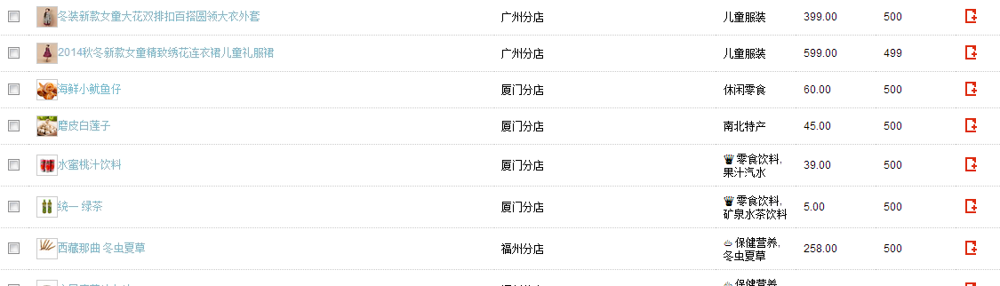 冬装新款女童大花双排扣百搭圆领大衣外套 广州分店 儿童服装 399.00 500
2014秋冬新款女童精致绣花连衣裙儿童礼服裙 广州分店 儿童服装 599.00 499
海鲜小鱿鱼仔 厦门分店 休闲零食 60.00 500
磨皮白莲子 厦门分店 南北特产 45.00 500
水蜜桃汁饮料 厦门分店 零食饮料, 39.00 500
果汁汽水
统一 绿茶 厦门分店 零食饮料, 5.00 500
矿泉水茶饮料
西藏那曲 冬虫夏草 福州分店 保健营养, 258.00 500
冬虫夏草
保健营养